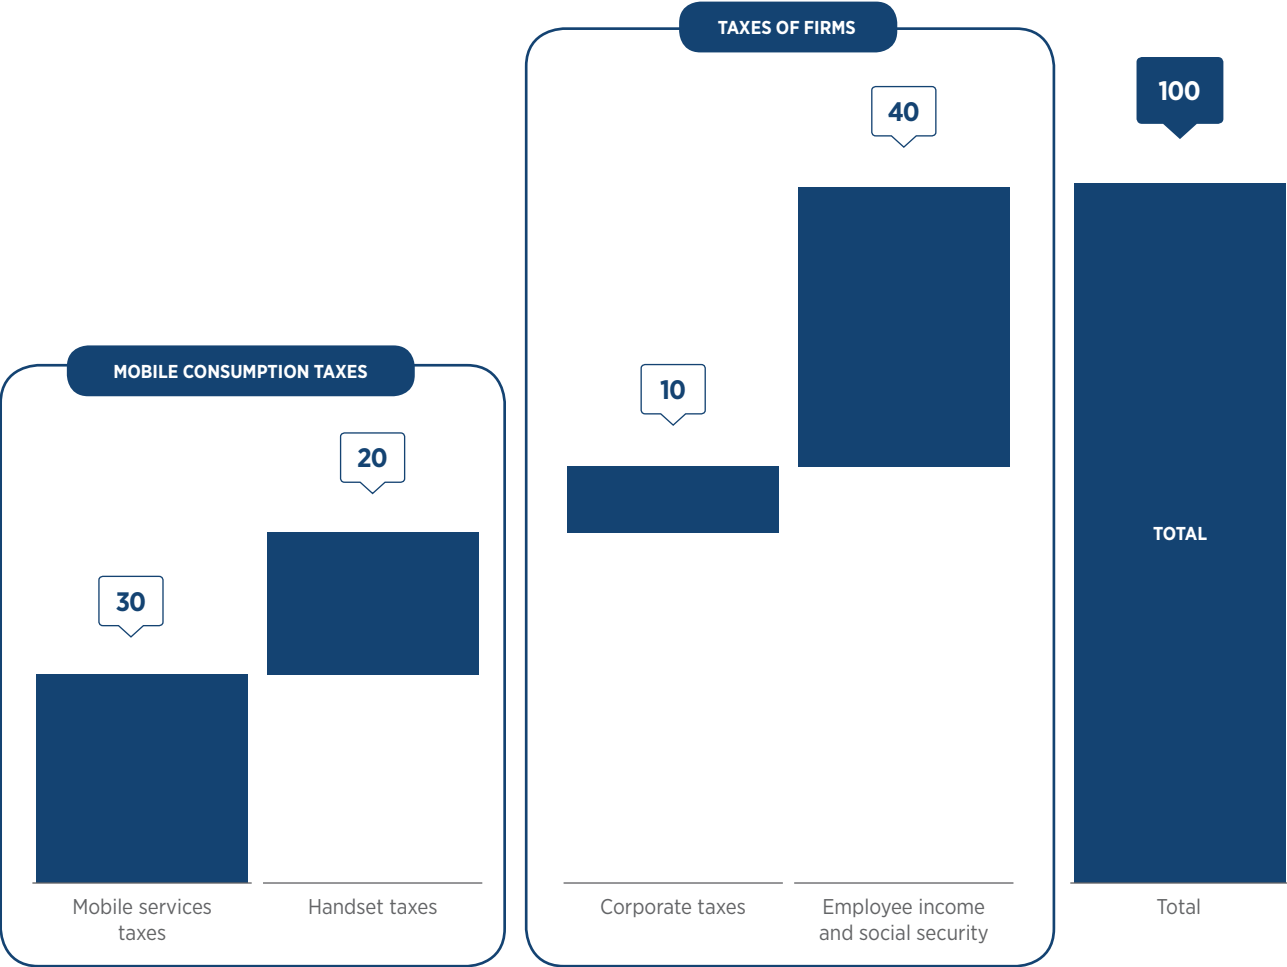 TAXES OF FIRMS
100
40
MOBILE CONSUMPTION TAXES
10
20
TOTAL
30
Mobile services
taxes
Handset taxes
Corporate taxes
Employee income
and social security
Total